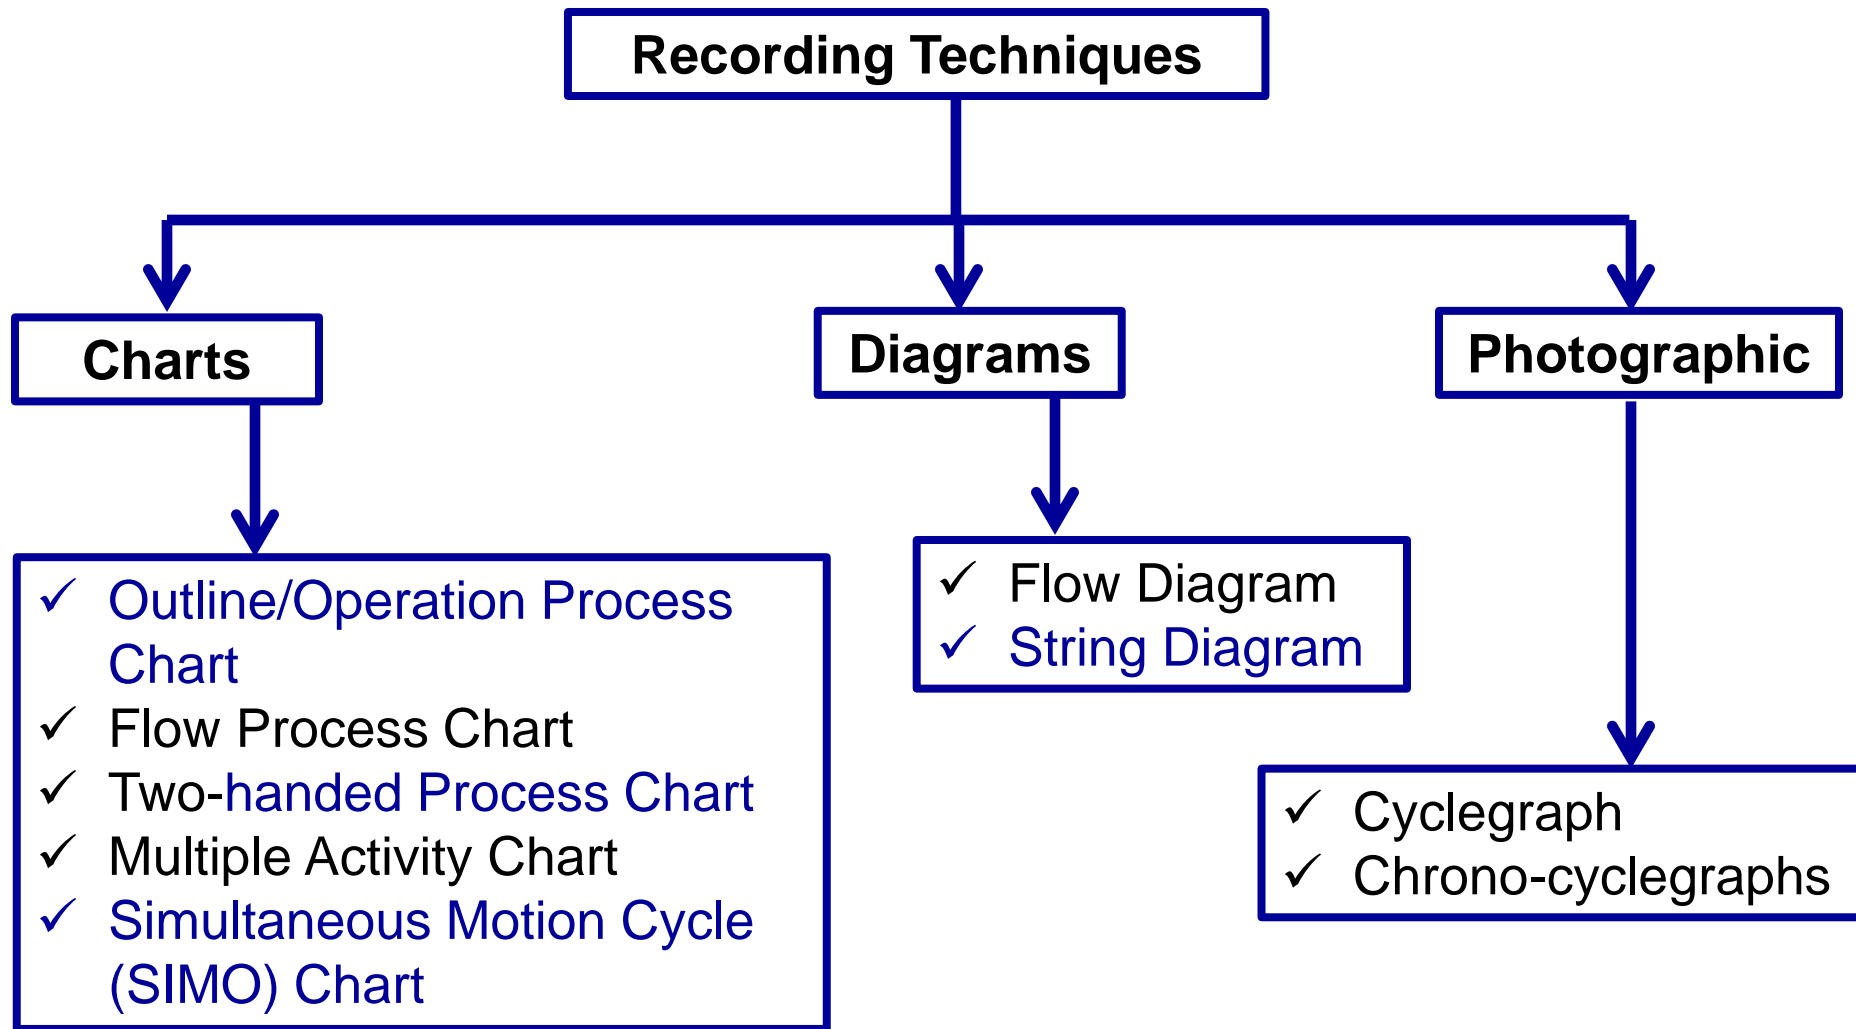 Recording Techniques
Charts
Diagrams
Photographic
✓ Outline/Operation Process
Chart
✓ Flow Process Chart
✓ Two-handed Process Chart
✓ Multiple Activity Chart
✓ Simultaneous Motion Cycle
(SIMO) Chart
✓ Flow Diagram
✓ String Diagram
✓ Cyclegraph
✓ Chrono-cyclegraphs